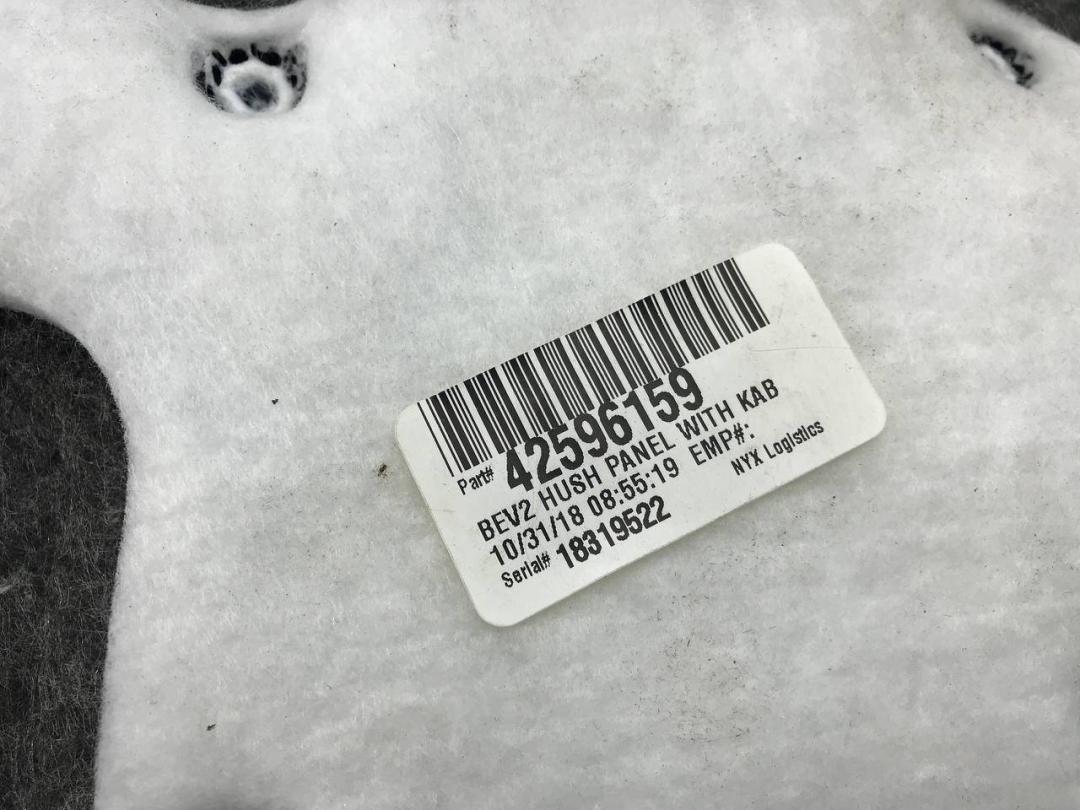 Part# 42596159
BEV2 HUSH PANEL WITH KAB
10/31/18 08:55:19 EMP#:
Serial# 18319522
NYX Logistics